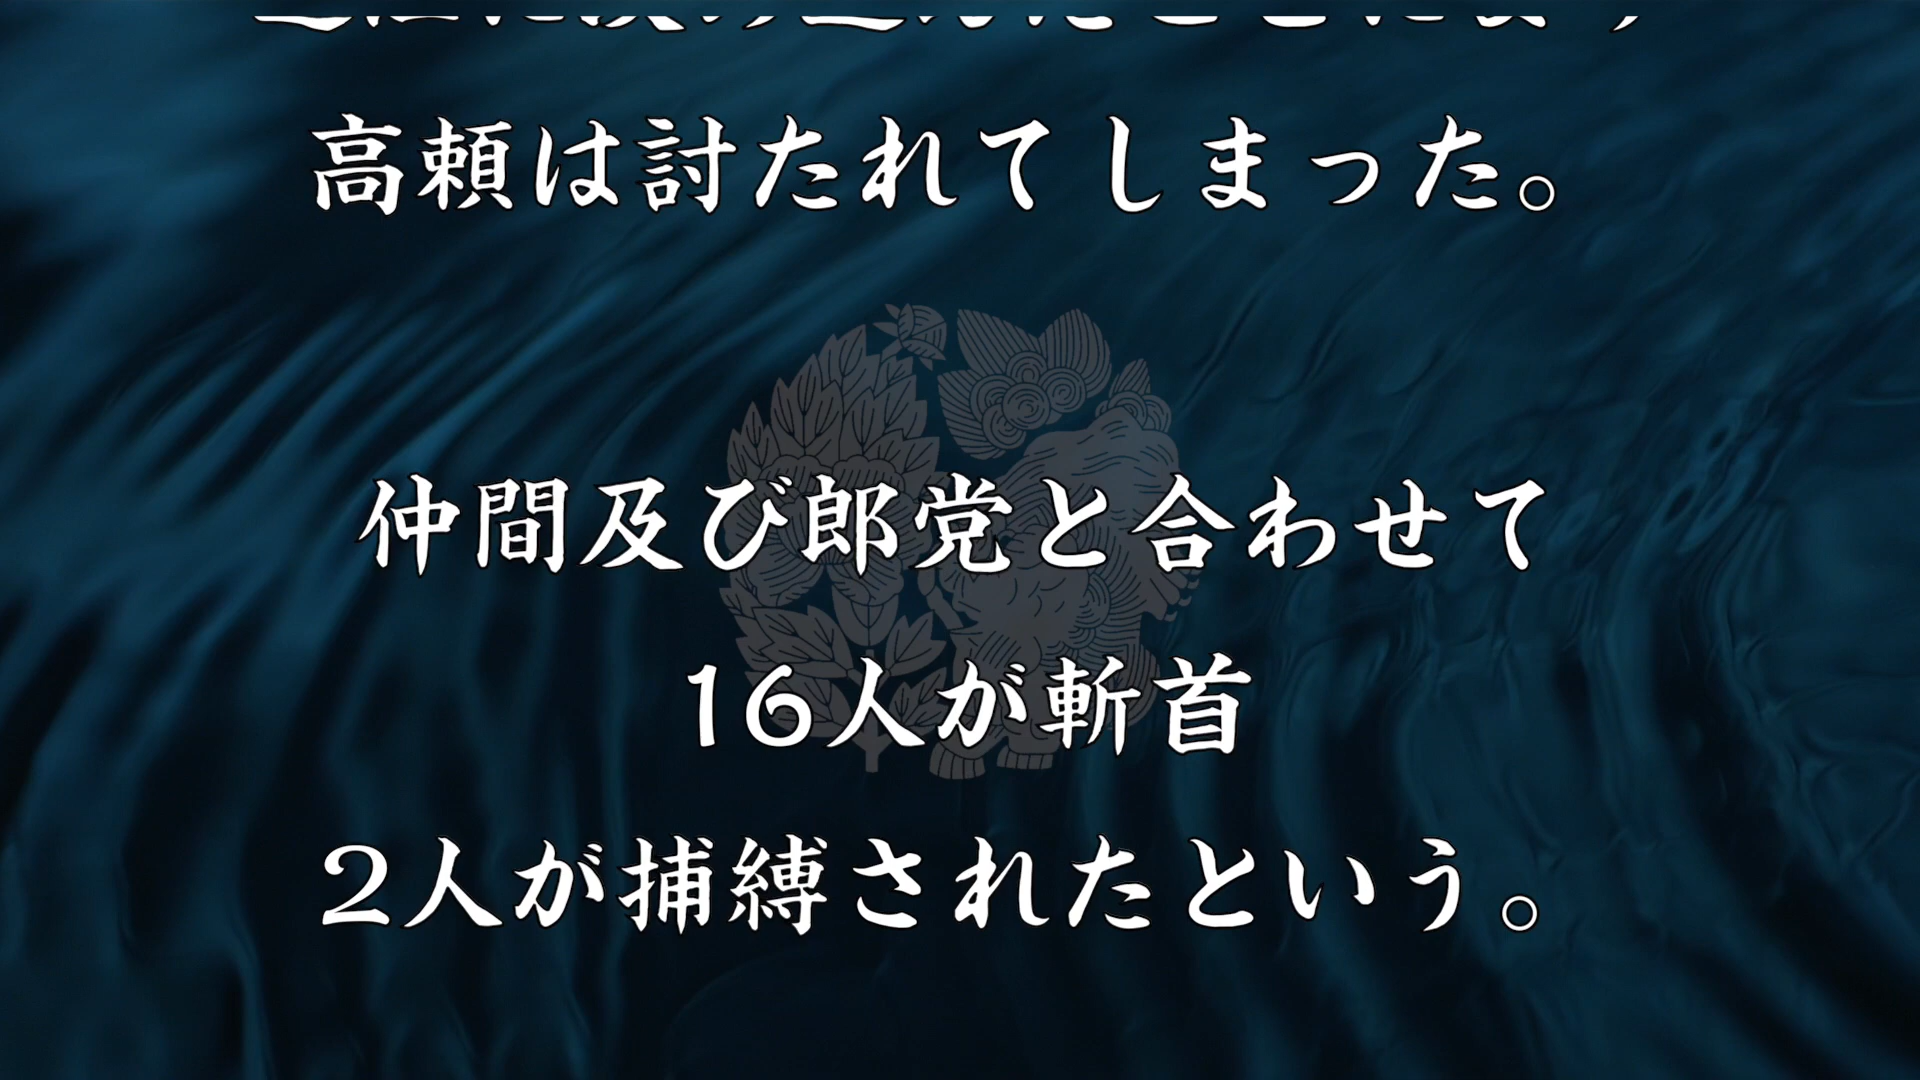 高頼は討たれてしまった。
仲間及び郎党と合わせて
16人が斬首
2人が捕縛されたという。